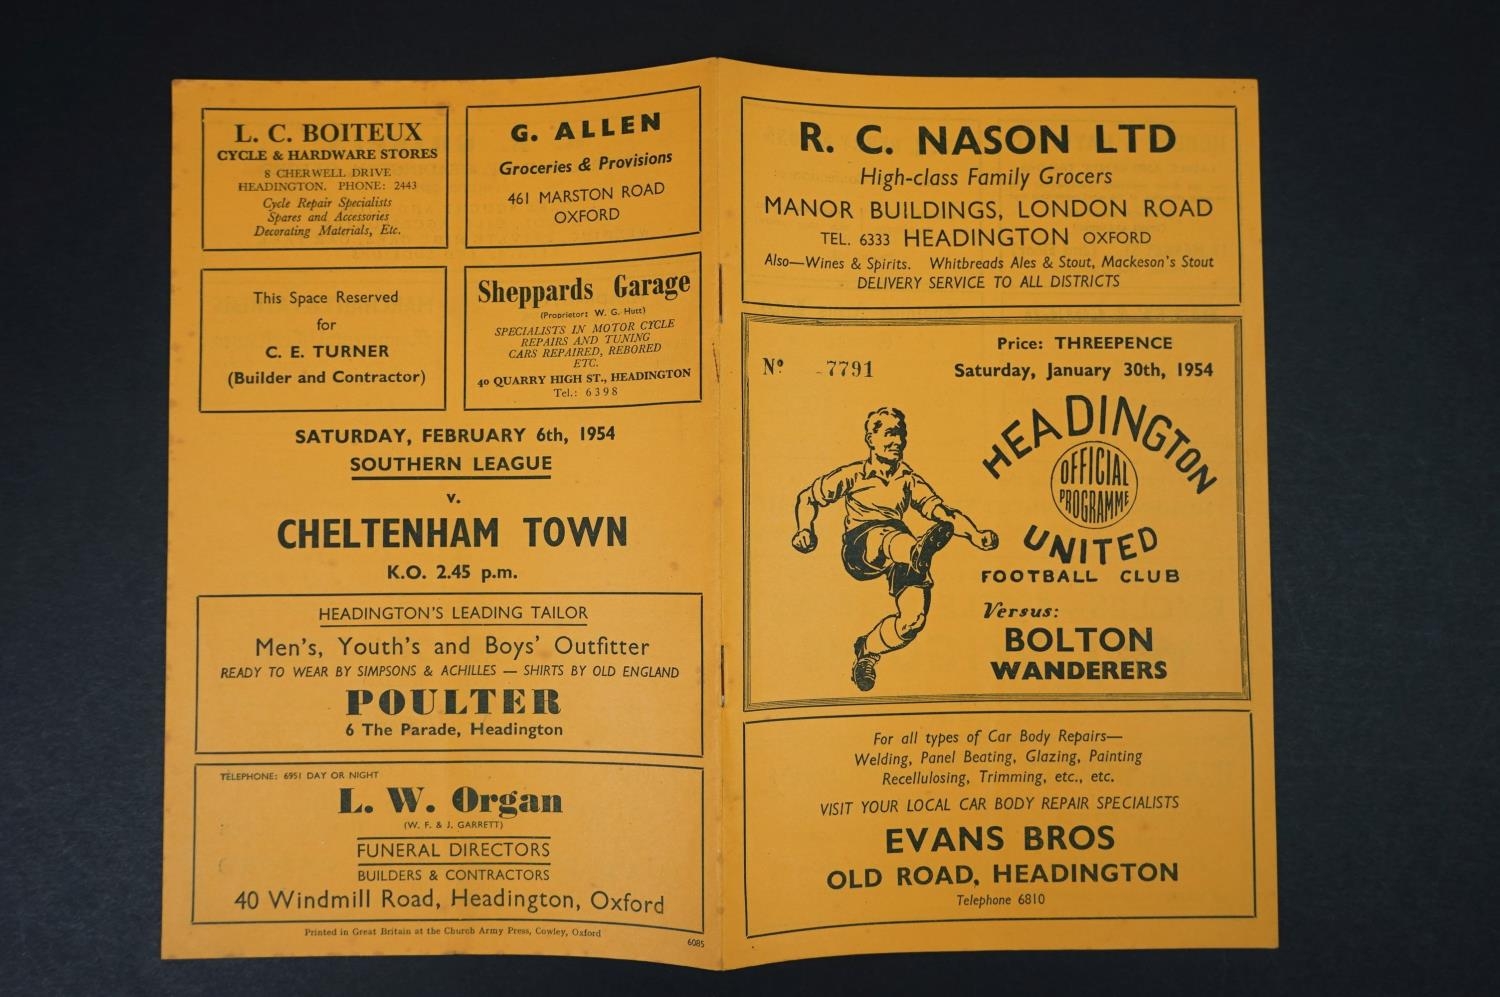 L. C. BOITEUX
CYCLE & HARDWARE STORES
8 CHERWELL DRIVE
HEADINGTON. PHONE: 2443
Cycle Repair Specialists
Spares and Accessories
Decorating Materials, Etc.
G. ALLEN
Groceries & Provisions
461 MARSTON ROAD
OXFORD
This Space Reserved
for
C. E. TURNER
(Builder and Contractor)
Sheppards Garage
(Proprietor: W. G. Hutt)
SPECIALISTS IN MOTOR CYCLE
REPAIRS AND TUNING
CARS REPAIRED, REBORED
ETC.
40 QUARRY HIGH ST., HEADINGTON
Tel.: 6398
SATURDAY, FEBRUARY 6th, 1954
SOUTHERN LEAGUE
v.
CHELTENHAM TOWN
K.O. 2.45 p.m.
HEADINGTON'S LEADING TAILOR
Men's, Youth's and Boys' Outfitter
READY TO WEAR BY SIMPSONS & ACHILLES — SHIRTS BY OLD ENGLAND
POULTER
6 The Parade, Headington
TELEPHONE: 6951 DAY OR NIGHT
L. W. Organ
(W. F. & J. GARRETT)
FUNERAL DIRECTORS
BUILDERS & CONTRACTORS
40 Windmill Road, Headington, Oxford
Printed in Great Britain at the Church Army Press, Cowley, Oxford
6085
R. C. NASON LTD
High-class Family Grocers
MANOR BUILDINGS, LONDON ROAD
TEL. 6333 HEADINGTON OXFORD
Also—Wines & Spirits. Whitbreads Ales & Stout, Mackeson's Stout
DELIVERY SERVICE TO ALL DISTRICTS
Price: THREEPENCE
Nº 7791
Saturday, January 30th, 1954
HEADINGTON
OFFICIAL
PROGRAMME
UNITED
FOOTBALL CLUB
Versus:
BOLTON
WANDERERS
For all types of Car Body Repairs—
Welding, Panel Beating, Glazing, Painting
Recellulosing, Trimming, etc., etc.
VISIT YOUR LOCAL CAR BODY REPAIR SPECIALISTS
EVANS BROS
OLD ROAD, HEADINGTON
Telephone 6810